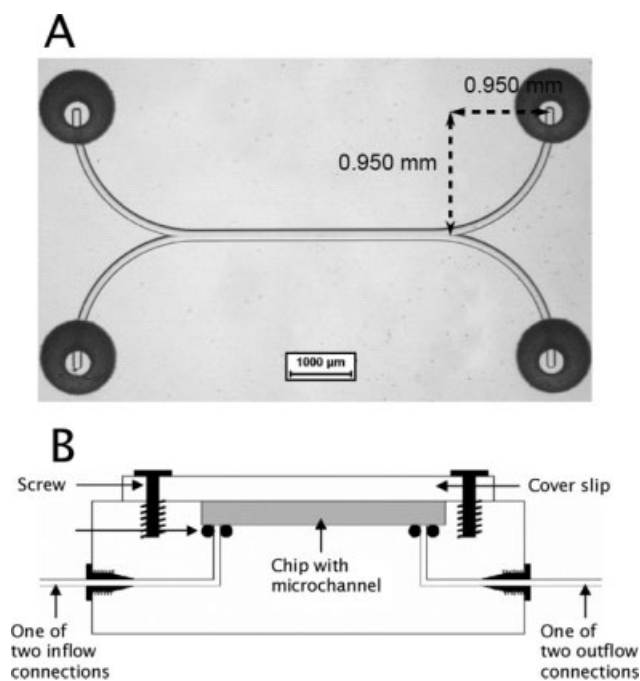 A
0.950 mm
0.950 mm
1000 µm
B
Screw
Cover slip
Chip with
microchannel
One of
two inflow
connections
One of
two outflow
connections